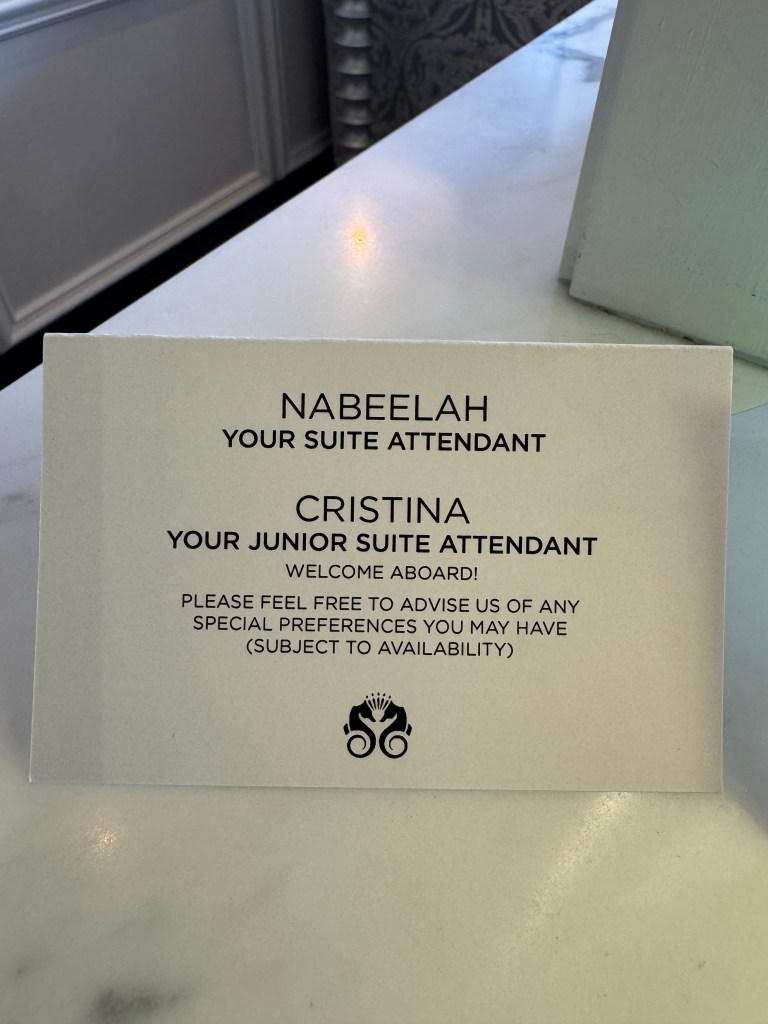 NABEELAH
YOUR SUITE ATTENDANT
CRISTINA
YOUR JUNIOR SUITE ATTENDANT
WELCOME ABOARD!
PLEASE FEEL FREE TO ADVISE US OF ANY
SPECIAL PREFERENCES YOU MAY HAVE
(SUBJECT TO AVAILABILITY)